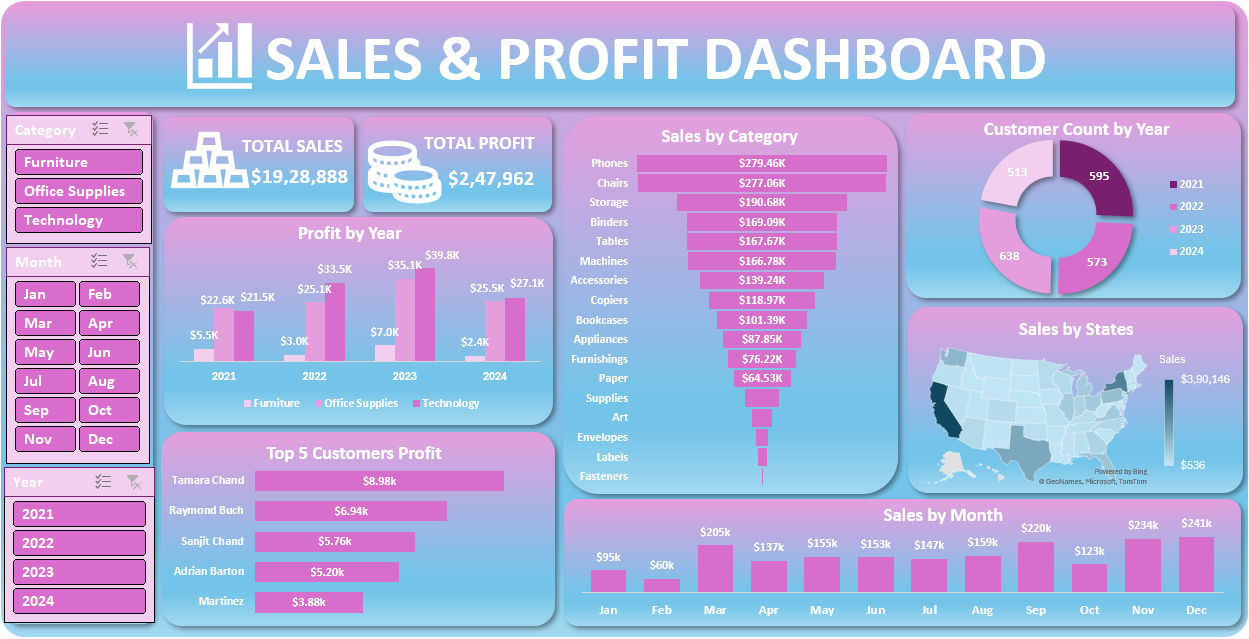 SALES & PROFIT DASHBOARD
Category
Furniture
Office Supplies
Technology
Month
Jan Feb
Mar Apr
May Jun
Jul Aug
Sep Oct
Nov Dec
Year
2021
2022
2023
2024
TOTAL SALES
$19,28,888
TOTAL PROFIT
$2,47,962
Profit by Year
$5.5K $22.6K $21.5K
$3.0K $25.1K $33.5K
$7.0K $35.1K $39.8K
$2.4K $25.5K $27.1K
2021 2022 2023 2024
Furniture Office Supplies Technology
Top 5 Customers Profit
Tamara Chand $8.98k
Raymond Buch $6.94k
Sanjit Chand $5.76k
Adrian Barton $5.20k
Martinez $3.88k
Sales by Category
Phones $279.46K
Chairs $277.06K
Storage $190.68K
Binders $169.09K
Tables $167.67K
Machines $166.78K
Accessories $139.24K
Copiers $118.97K
Bookcases $101.39K
Appliances $87.85K
Furnishings $76.22K
Paper $64.53K
Supplies
Art
Envelopes
Labels
Fasteners
Customer Count by Year
513 595
638 573
2021
2022
2023
2024
Sales by States
Sales
$3,90,146
$536
Powered by Bing
© GeoNames, Microsoft, TomTom
Sales by Month
$95k $60k $205k $137k $155k $153k $147k $159k $220k $123k $234k $241k
Jan Feb Mar Apr May Jun Jul Aug Sep Oct Nov Dec